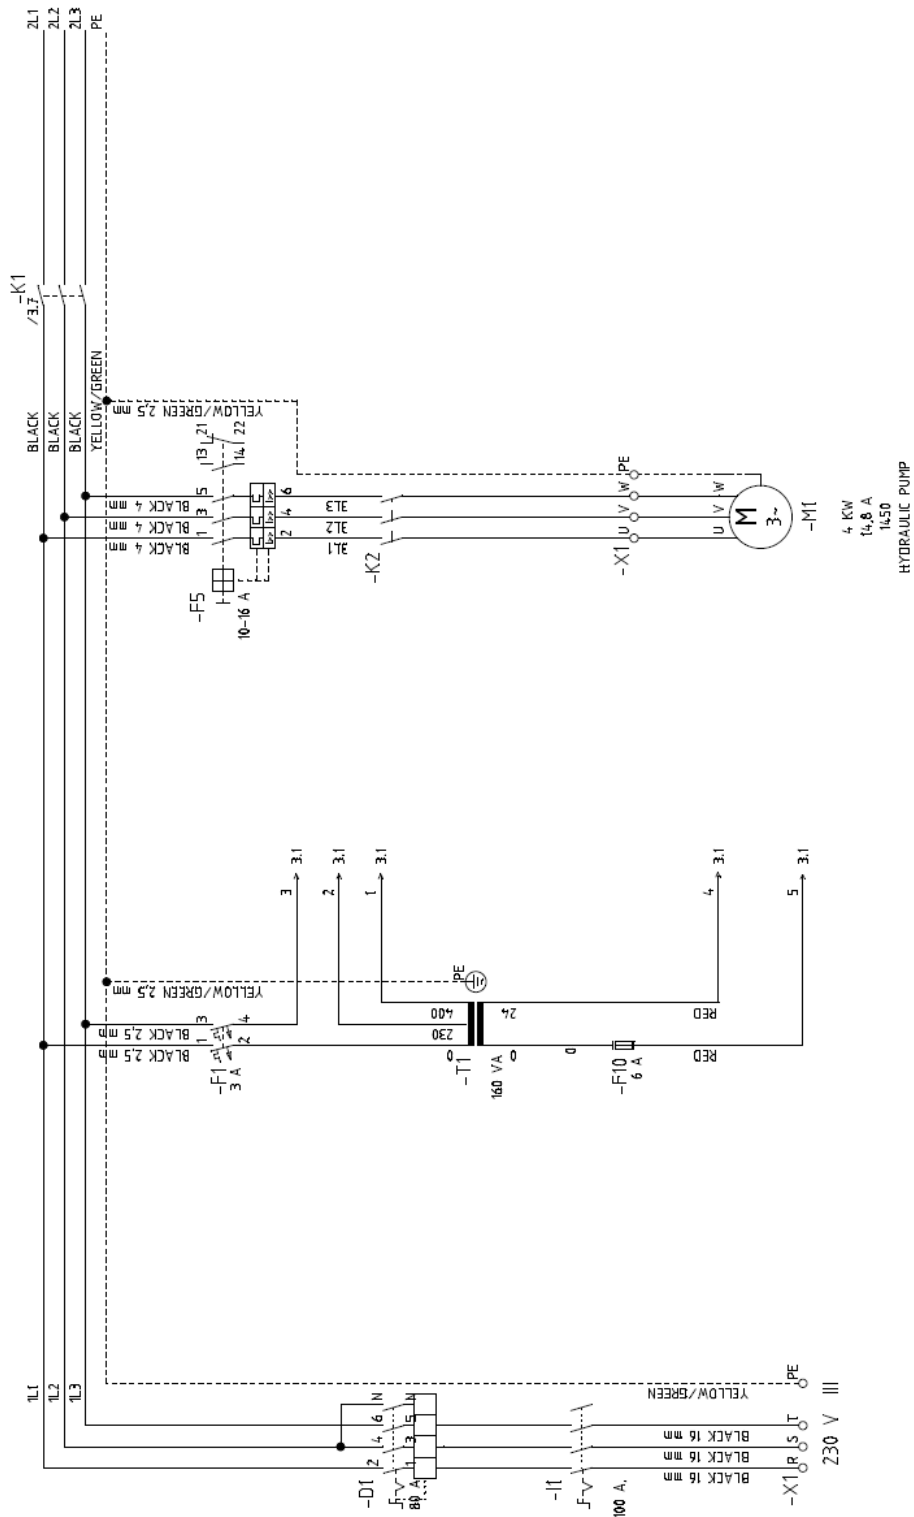 2L1
2L2
2L3
PE
-K1
/3.7
BLACK
BLACK
BLACK
YELLOW/GREEN
YELLOW/GREEN 2,5 mm
13
21
14
22
BLACK 4 mm
BLACK 4 mm
BLACK 4 mm
1
3
5
-F5
10-16 A
2
4
6
3L1
3L2
3L3
-K2
-X1
U
V
W
PE
U
V
W
M
3~
-M1
4 KW
14,8 A
1450
HYDRAULIC PUMP
3
3.1
2
3.1
1
3.1
4
3.1
5
3.1
YELLOW/GREEN 2,5 mm
BLACK 2,5 mm
BLACK 2,5 mm
1
3
2
4
-F1
3 A
PE
0
230
400
-T1
160 VA
0
24
0
-F10
6 A
RED
RED
1L1
1L2
1L3
2
4
6
N
-D1
80 A
1
3
5
N
-I1
100 A.
BLACK 16 mm
BLACK 16 mm
BLACK 16 mm
YELLOW/GREEN
-X1
R
S
T
PE
230 V III